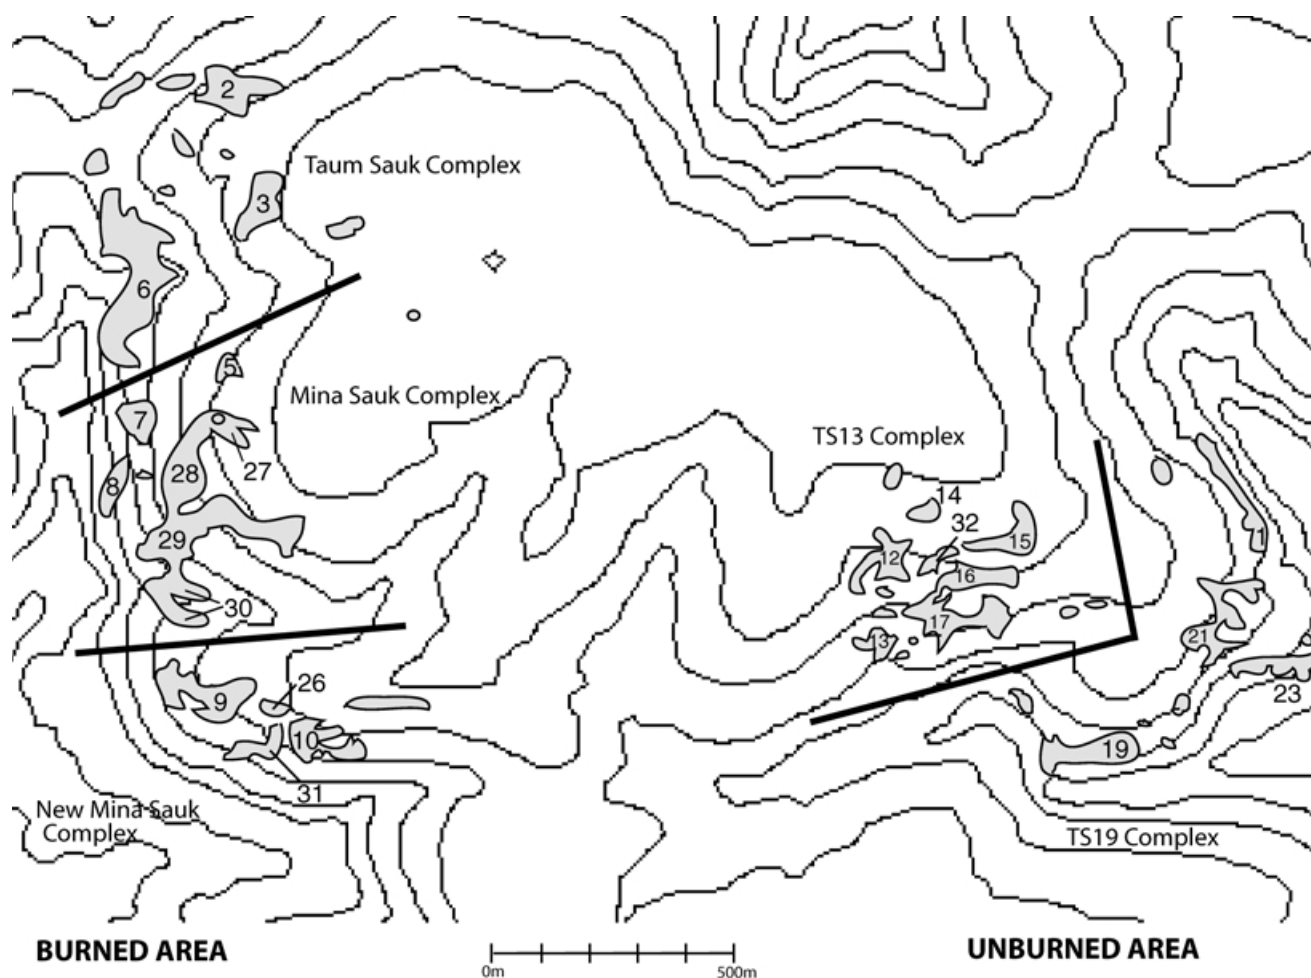 2
Taum Sauk Complex
3
6
5
Mina Sauk Complex
7
TS13 Complex
28
27
8
14
32
29
12
15
16
30
17
13
1
21
23
26
9
10
19
31
New Mina Sauk
Complex
TS19 Complex
BURNED AREA
UNBURNED AREA
0m
500m